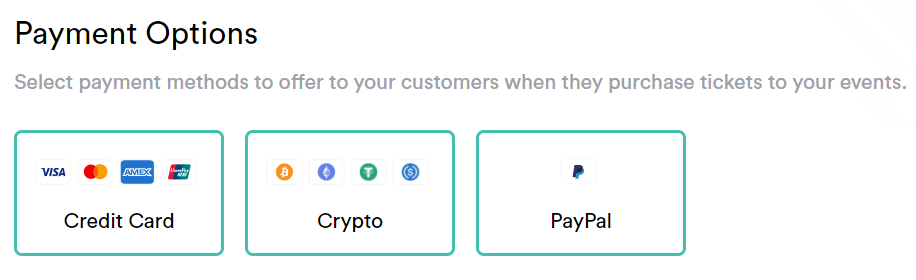 Payment Options
Select payment methods to offer to your customers when they purchase tickets to your events.
VISA AMEX UnionPay
Credit Card
Crypto
PayPal